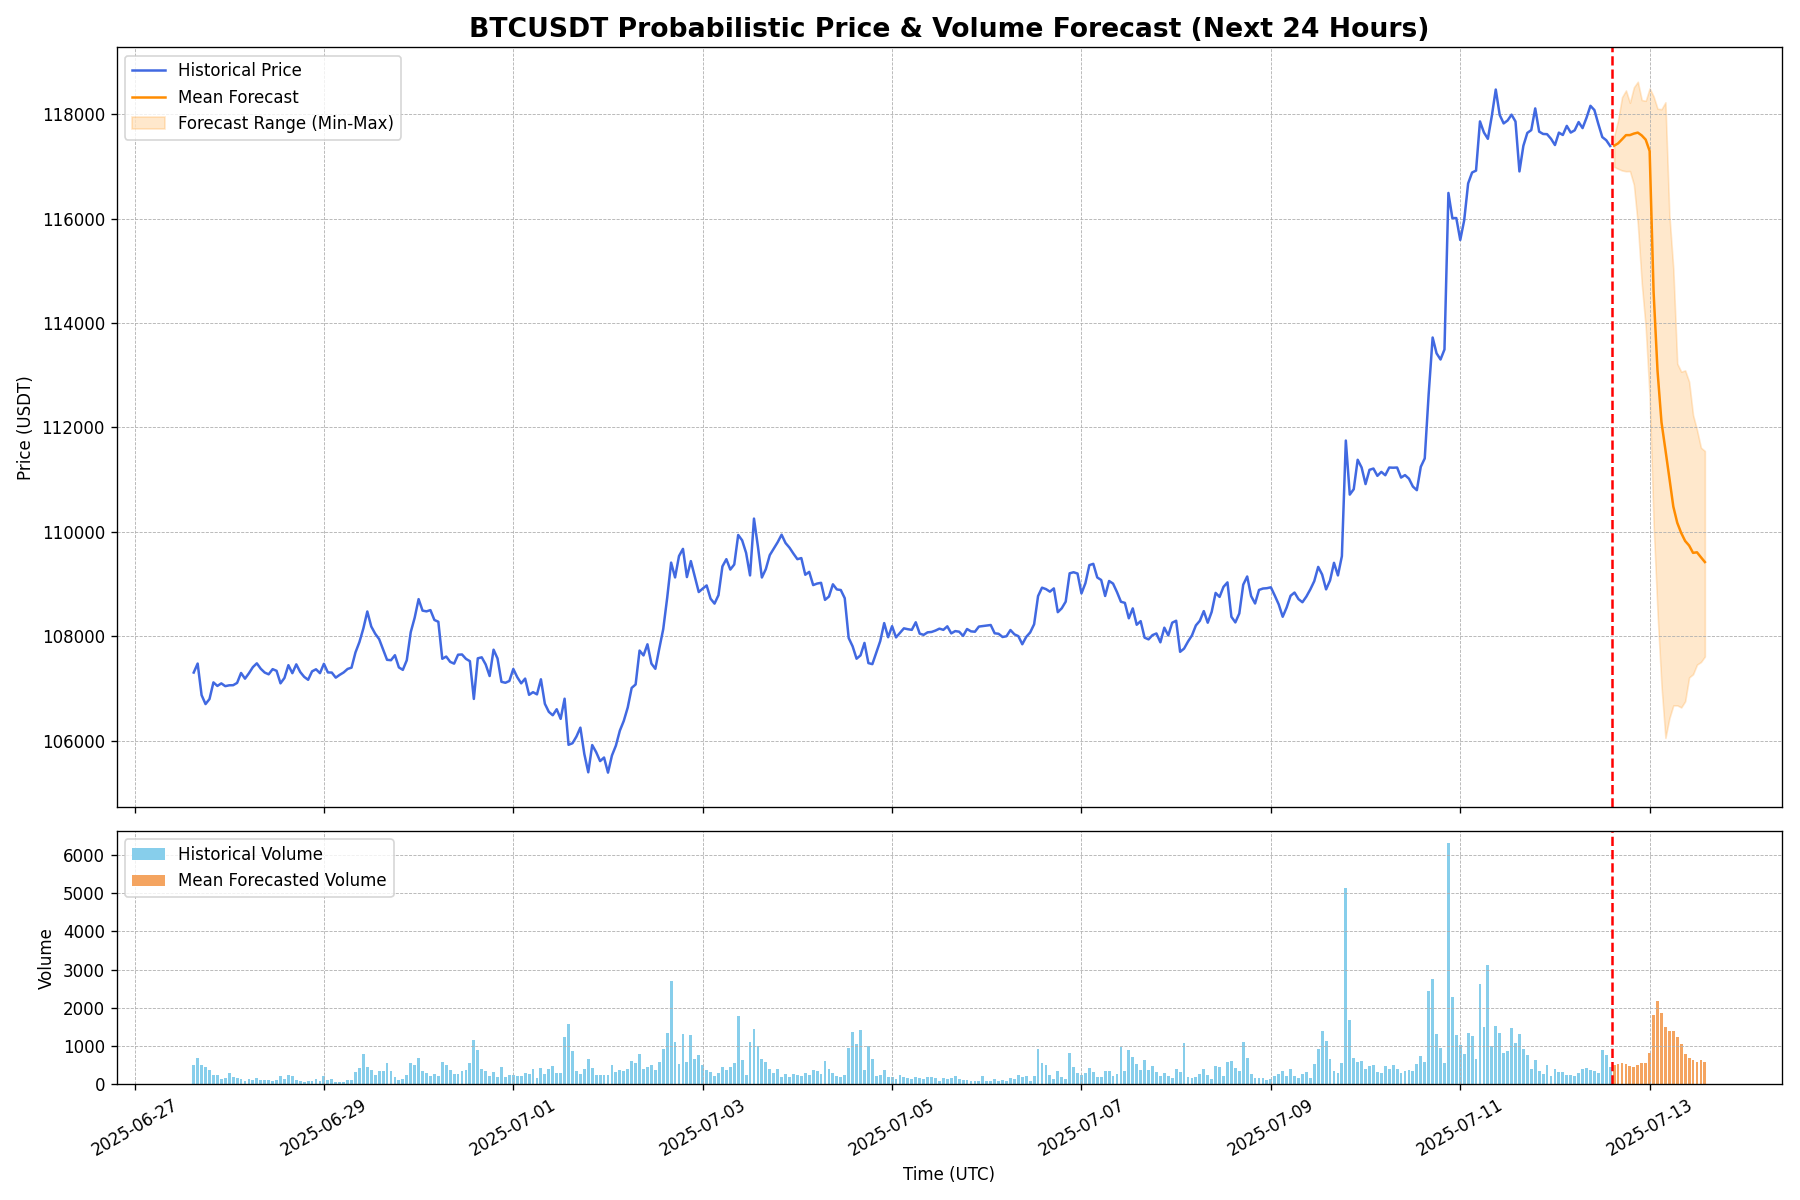 BTCUSDT Probabilistic Price & Volume Forecast (Next 24 Hours)
Historical Price
Mean Forecast
Forecast Range (Min-Max)
118000
116000
114000
112000
110000
108000
106000
Price (USDT)
Historical Volume
Mean Forecasted Volume
6000
5000
4000
3000
2000
1000
0
Volume
2025-06-27
2025-06-29
2025-07-01
2025-07-03
2025-07-05
2025-07-07
2025-07-09
2025-07-11
2025-07-13
Time (UTC)